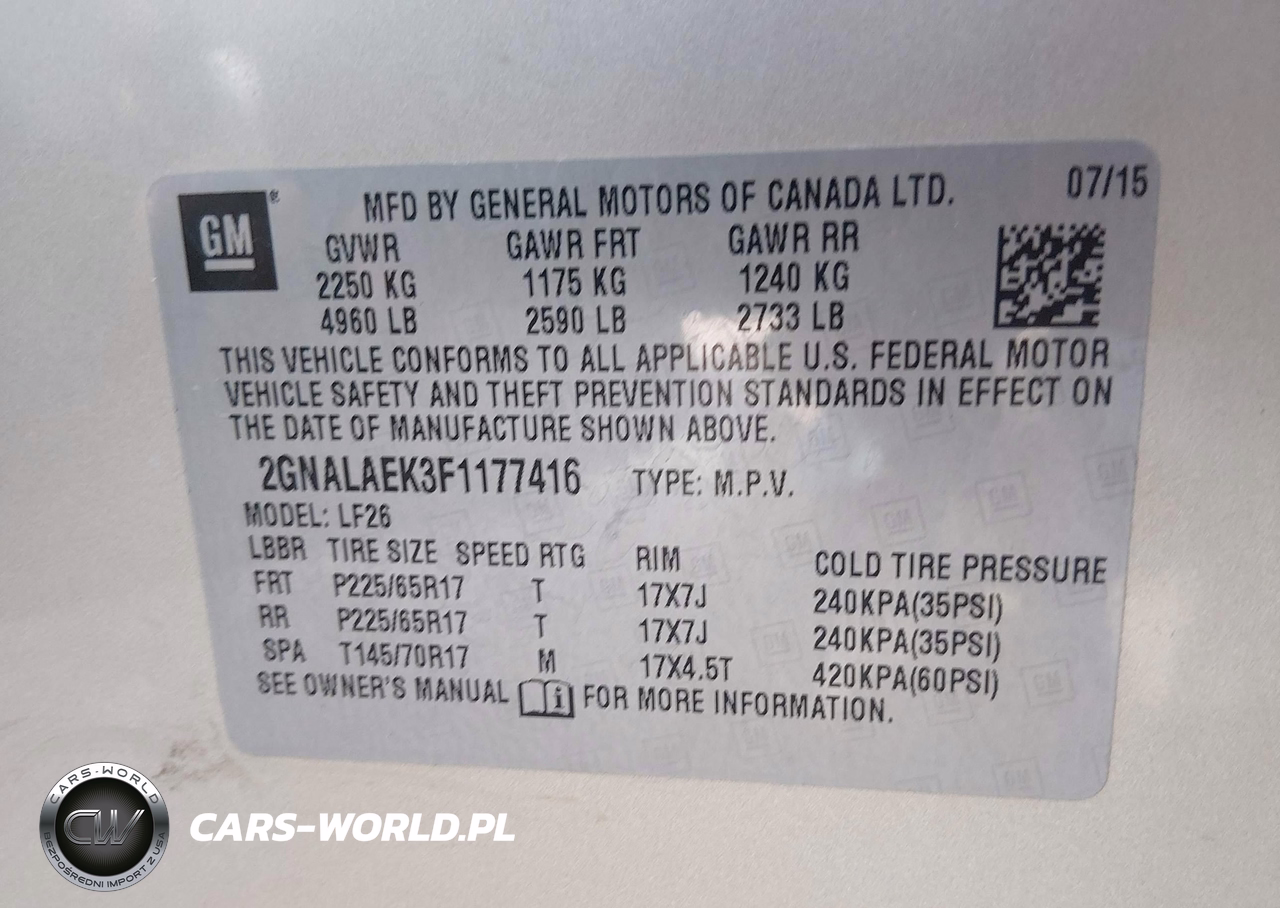 GM®
MFD BY GENERAL MOTORS OF CANADA LTD. 07/15
GVWR GAWR FRT GAWR RR
2250 KG 1175 KG 1240 KG
4960 LB 2590 LB 2733 LB
THIS VEHICLE CONFORMS TO ALL APPLICABLE U.S. FEDERAL MOTOR
VEHICLE SAFETY AND THEFT PREVENTION STANDARDS IN EFFECT ON
THE DATE OF MANUFACTURE SHOWN ABOVE.
2GNALAEK3F1177416 TYPE: M.P.V.
MODEL: LF26
LBBR TIRE SIZE SPEED RTG RIM COLD TIRE PRESSURE
FRT P225/65R17 T 17X7J 240KPA(35PSI)
RR P225/65R17 T 17X7J 240KPA(35PSI)
SPA T145/70R17 M 17X4.5T 420KPA(60PSI)
SEE OWNER'S MANUAL i FOR MORE INFORMATION.
CARS-WORLD
CW
BEZPOŚREDNI IMPORT Z USA
CARS-WORLD.PL